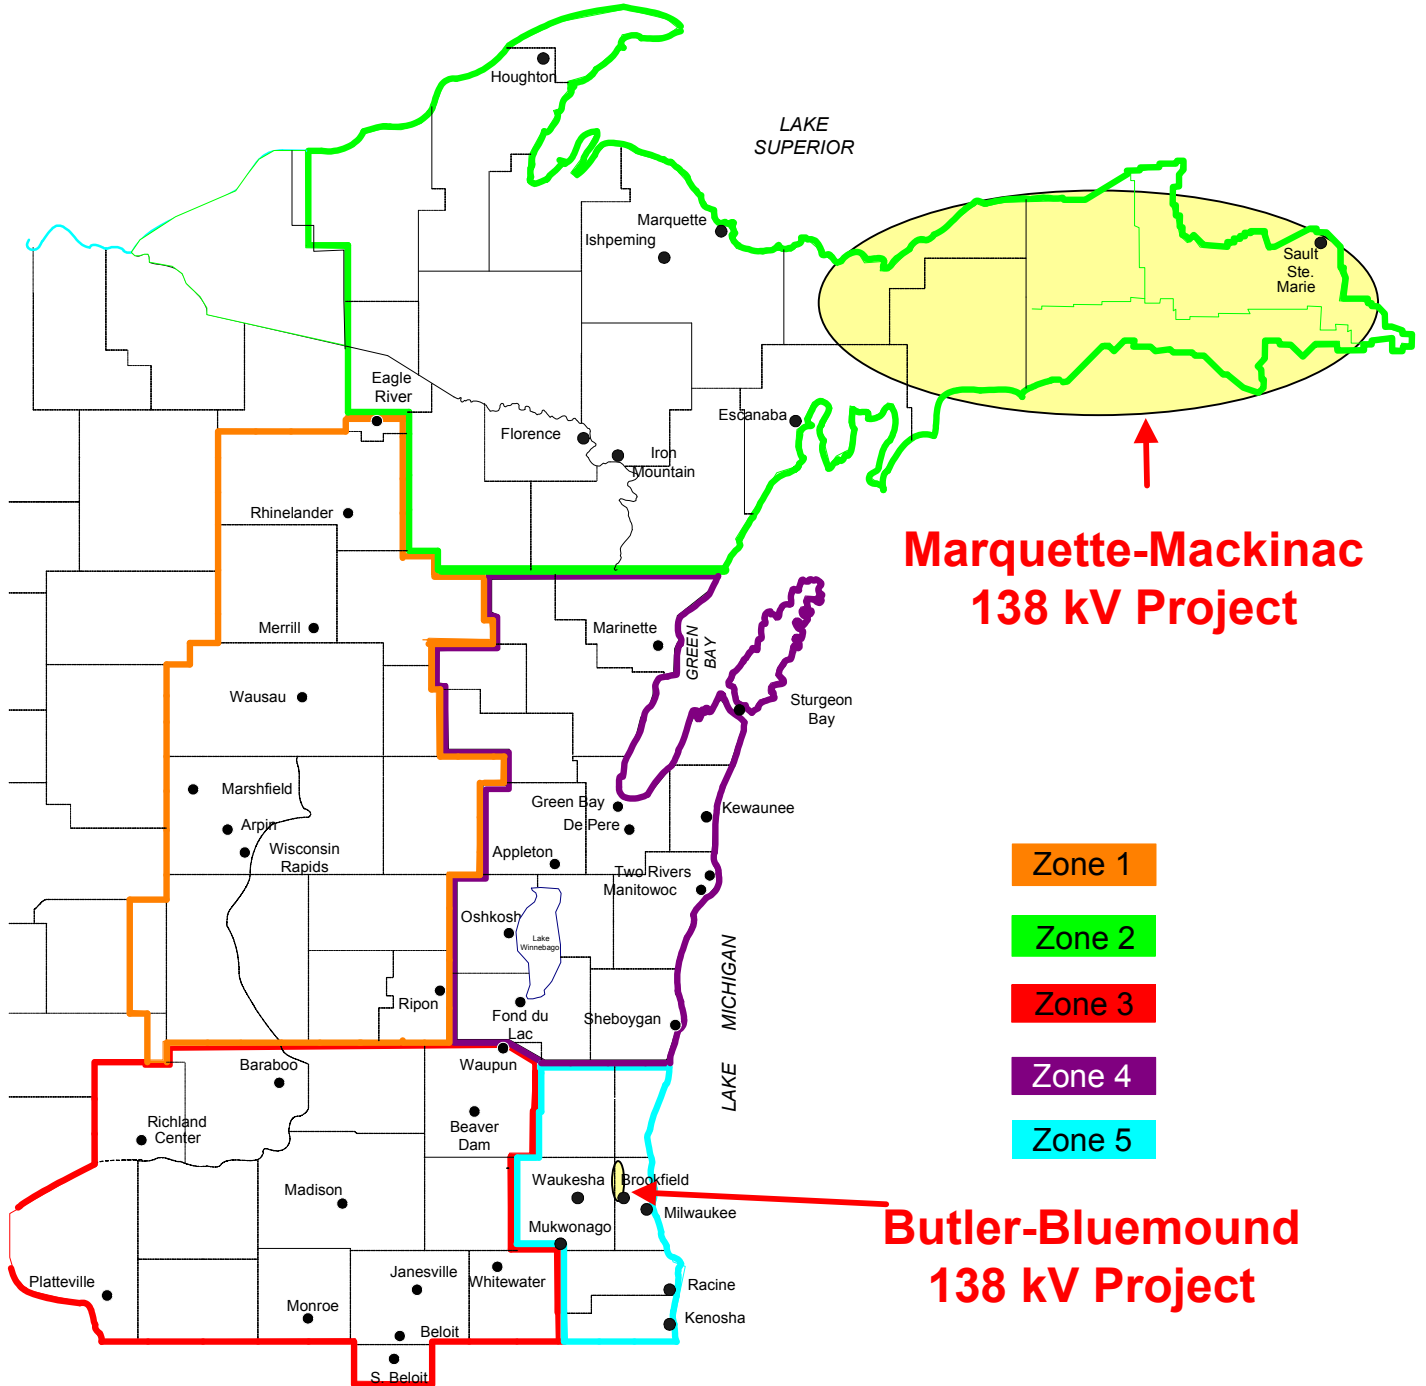 Houghton
LAKE
SUPERIOR
Marquette
Ishpeming
Sault
Ste.
Marie
Eagle
River
Escanaba
Florence
Iron
Mountain
Rhinelander
Marquette-Mackinac
138 kV Project
Merrill
Marinette
GREEN
BAY
Wausau
Sturgeon
Bay
Marshfield
Green Bay
Kewaunee
Arpin
De Pere
Wisconsin
Rapids
Appleton
Two Rivers
Manitowoc
Zone 1
Oshkosh
Lake
Winnebago
Zone 2
LAKE MICHIGAN
Ripon
Fond du
Lac
Sheboygan
Zone 3
Waupun
Baraboo
Zone 4
Richland
Center
Beaver
Dam
Zone 5
Madison
Waukesha
Brookfield
Milwaukee
Mukwonago
Butler-Bluemound
138 kV Project
Platteville
Janesville
Whitewater
Racine
Monroe
Kenosha
Beloit
S. Beloit